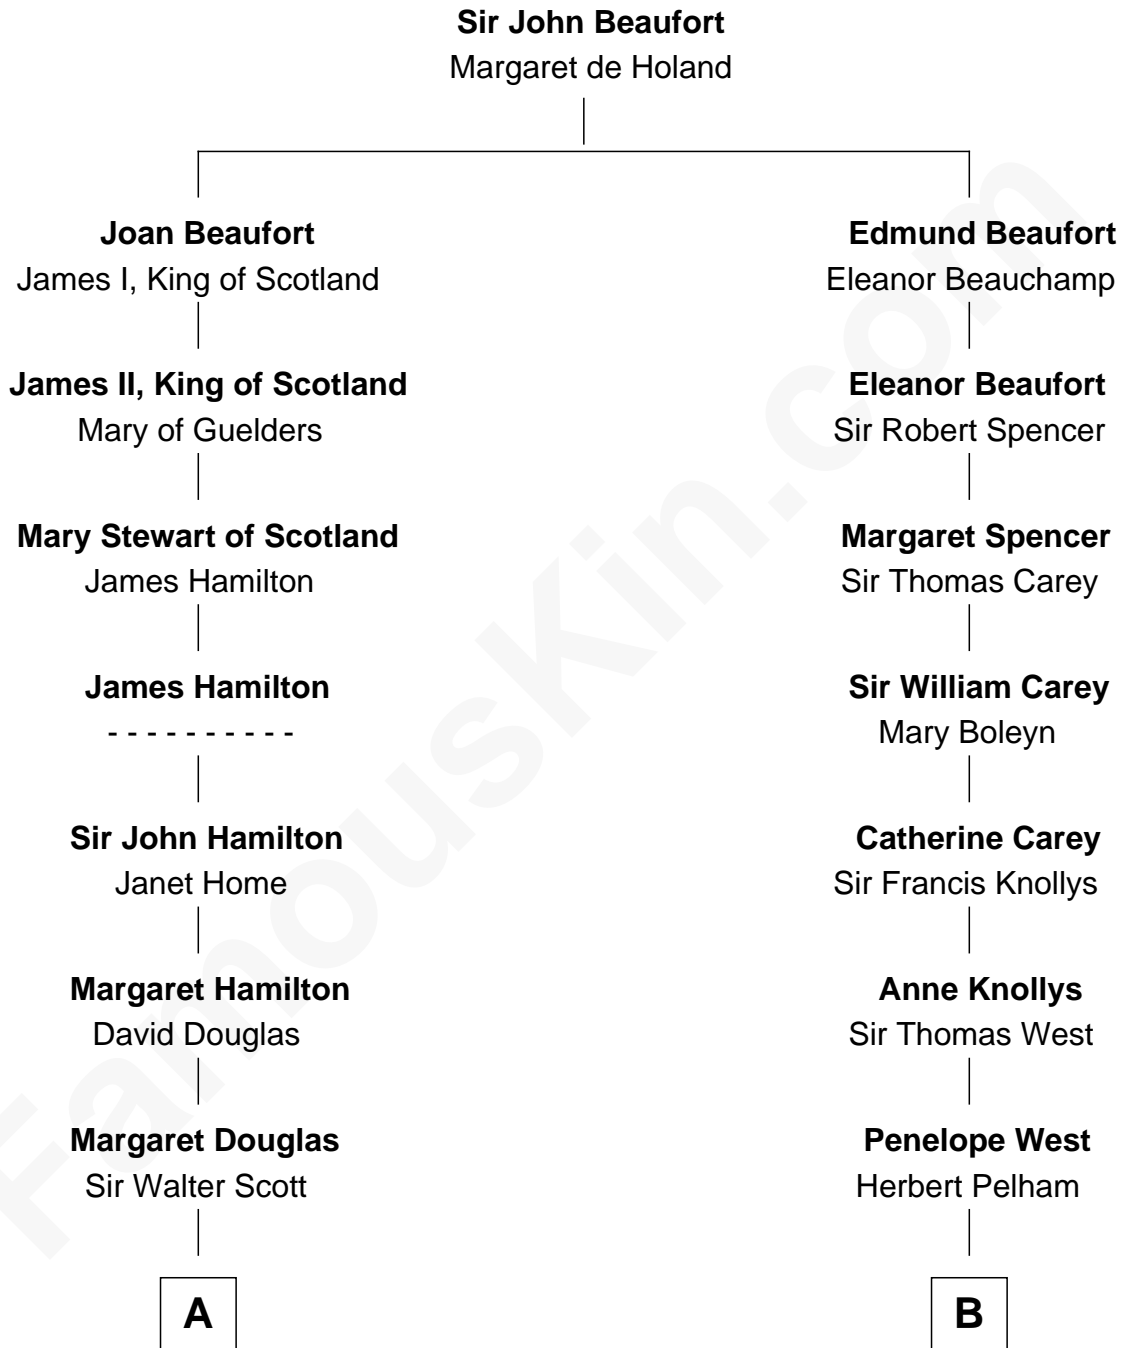 Sir John Beaufort
Margaret de Holand
Joan Beaufort
James I, King of Scotland
Edmund Beaufort
Eleanor Beauchamp
James II, King of Scotland
Mary of Guelders
Eleanor Beaufort
Sir Robert Spencer
Mary Stewart of Scotland
James Hamilton
Margaret Spencer
Sir Thomas Carey
James Hamilton
- - - - - - - - - -
Sir William Carey
Mary Boleyn
Sir John Hamilton
Janet Home
Catherine Carey
Sir Francis Knollys
Margaret Hamilton
David Douglas
Anne Knollys
Sir Thomas West
Margaret Douglas
Sir Walter Scott
Penelope West
Herbert Pelham
A
B
FamousKin.com